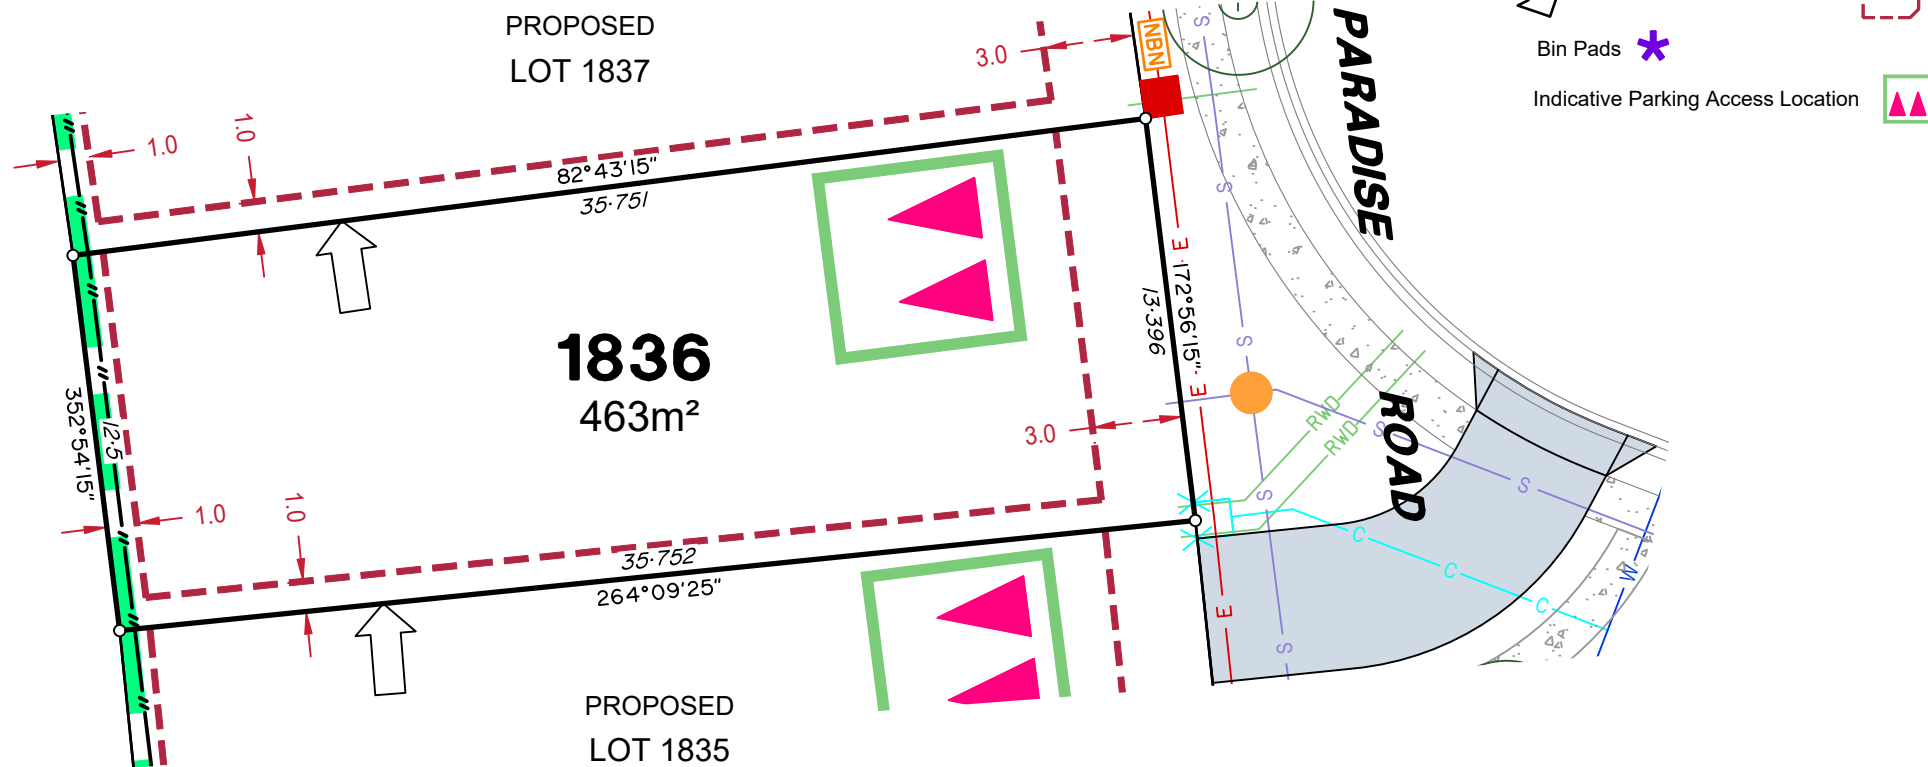 PROPOSED
LOT 1837
3.0
NBN
PARADISE
ROAD
Bin Pads
Indicative Parking Access Location
1.0
1.0
82°43'15"
35·751
1836
463m²
172°56'15"
13·396
3.0
352°54'15"
12·5
1.0
1.0
35·752
264°09'25"
PROPOSED
LOT 1835
E
E
E
S
S
S
S
S
S
S
RWD
RWD
C
C
C
W